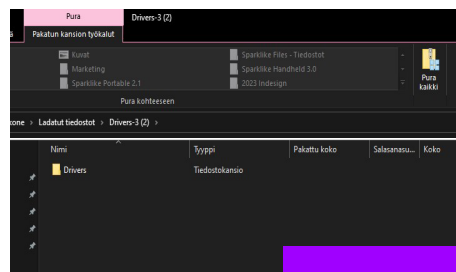 Pura Drivers-3 (2)
ä Pakatun kansion työkalut
Kuvat Sparklike Files - Tiedostot
Marketing Sparklike Handheld 3.0
Sparklike Portable 2.1 2023 Indesign
Pura kaikki
Pura kohteeseen
kone > Ladatut tiedostot > Drivers-3 (2) >
Nimi Tyyppi Pakattu koko Salasanasu... Koko
Drivers Tiedostokansio